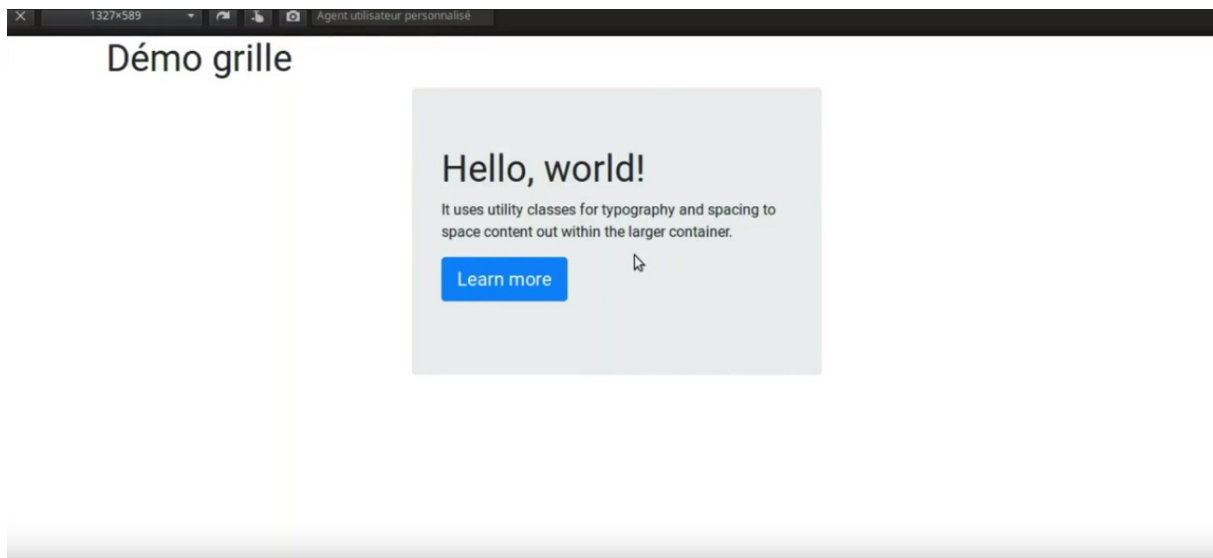 1327×589 Agent utilisateur personnalisé
Démo grille
Hello, world!
It uses utility classes for typography and spacing to
space content out within the larger container.
Learn more